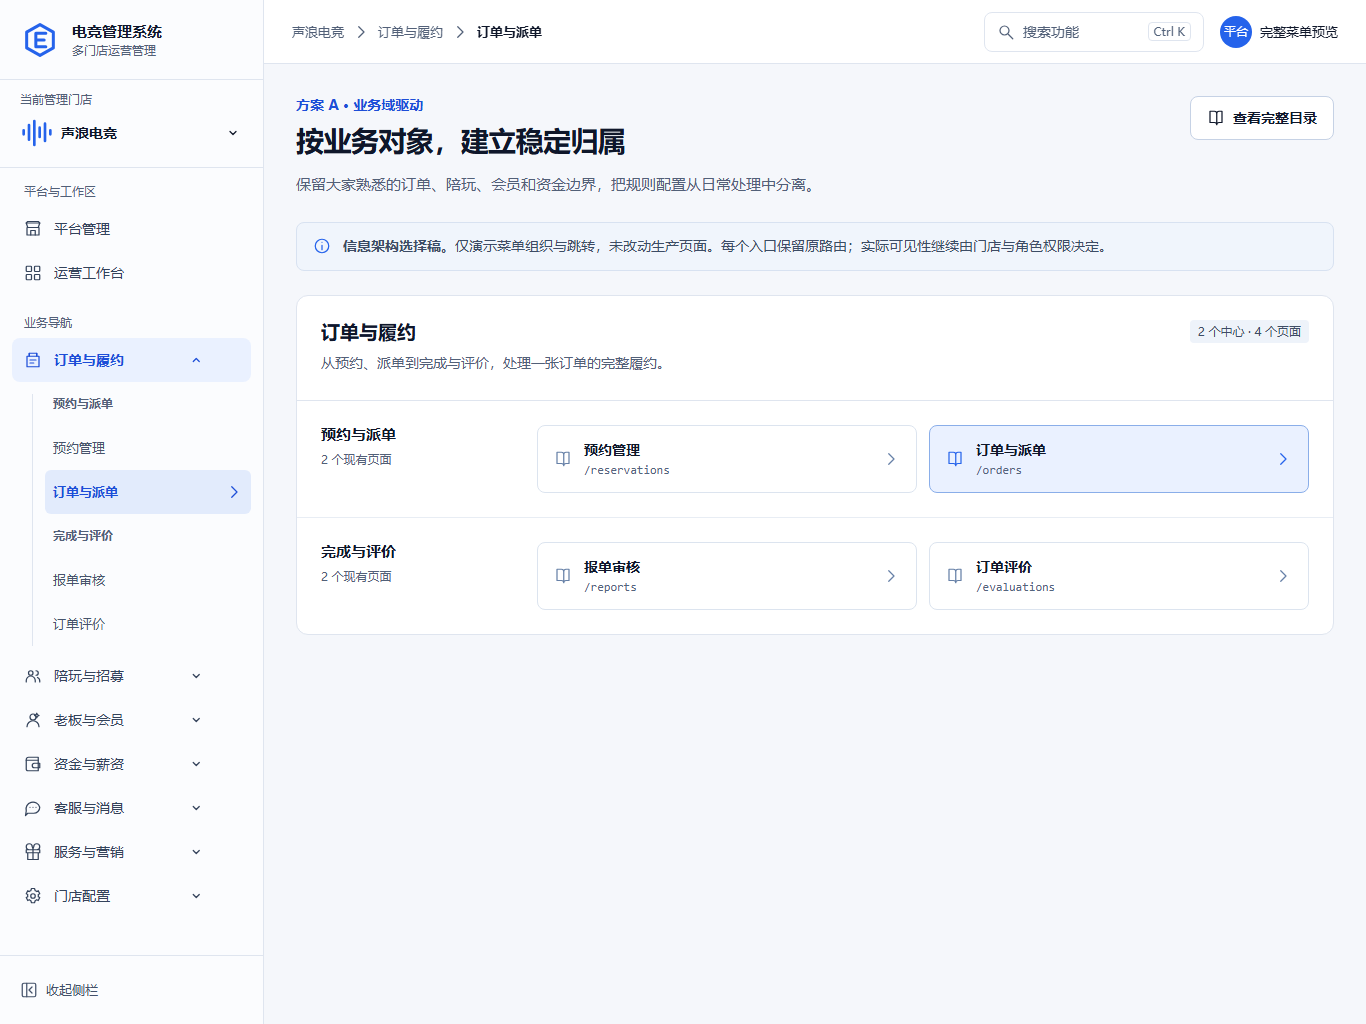 电竞管理系统
多门店运营管理
当前管理门店
声浪电竞
平台与工作区
平台管理
运营工作台
业务导航
订单与履约
预约与派单
预约管理
订单与派单
完成与评价
报单审核
订单评价
陪玩与招募
老板与会员
资金与薪资
客服与消息
服务与营销
门店配置
收起侧栏
声浪电竞 订单与履约 订单与派单
搜索功能 Ctrl K
平台 完整菜单预览
方案 A • 业务域驱动
按业务对象，建立稳定归属
保留大家熟悉的订单、陪玩、会员和资金边界，把规则配置从日常处理中分离。
查看完整目录
信息架构选择稿。仅演示菜单组织与跳转，未改动生产页面。每个入口保留原路由；实际可见性继续由门店与角色权限决定。
订单与履约
2 个中心 · 4 个页面
从预约、派单到完成与评价，处理一张订单的完整履约。
预约与派单
2 个现有页面
预约管理
/reservations
订单与派单
/orders
完成与评价
2 个现有页面
报单审核
/reports
订单评价
/evaluations